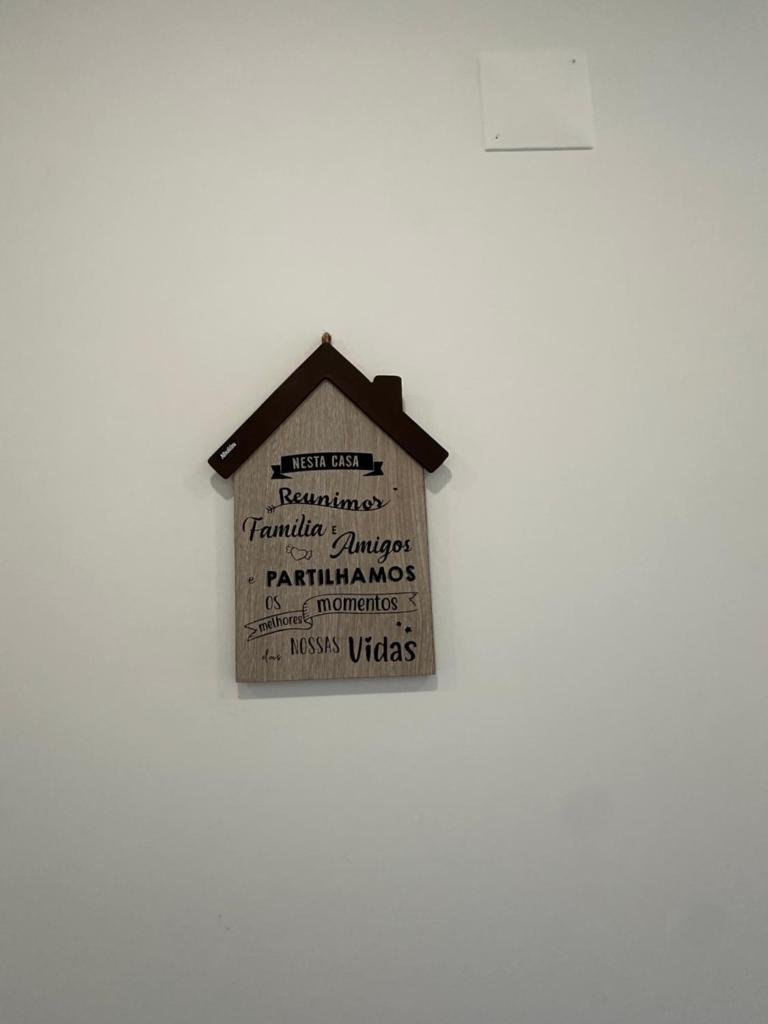 NESTA CASA
Reunimos
Família E
Amigos
e PARTILHAMOS
OS momentos
melhores
das NOSSAS Vidas